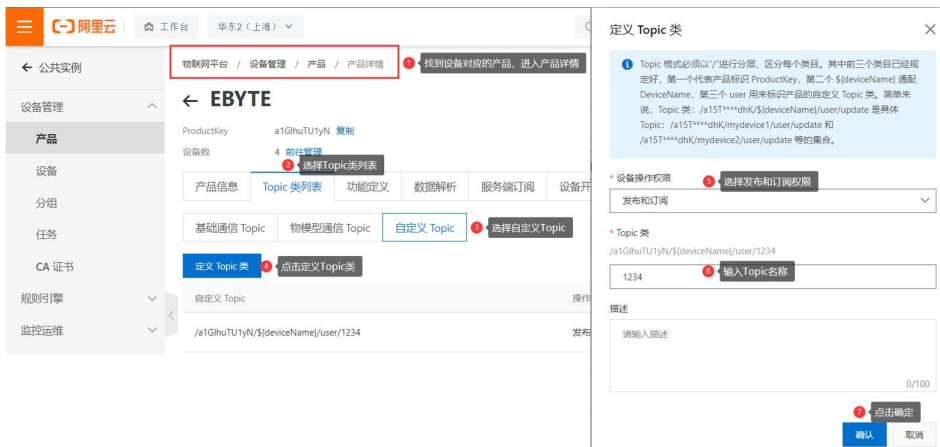 阿里云
工作台
华东2（上海）
公共实例
设备管理
产品
设备
分组
任务
CA 证书
规则引擎
监控运维
物联网平台 / 设备管理 / 产品 / 产品详情
1 找到设备对应的产品，进入产品详情
EBYTE
ProductKey a1GlhuTU1yN 复制
设备数 4 前往管理
2 选择Topic类列表
产品信息 Topic 类列表 功能定义 数据解析 服务端订阅 设备开
基础通信 Topic 物模型通信 Topic 自定义 Topic 3 选择自定义Topic
定义 Topic 类 4 点击定义Topic类
自定义 Topic 操作
/a1GlhuTU1yN/${deviceName}/user/1234 发布
定义 Topic 类
Topic 格式必须以“/”进行分层，区分每个类目。其中前三个类目已经规
定好，第一个代表产品标识 ProductKey，第二个 ${deviceName} 通配
DeviceName，第三个 user 用来标识产品的自定义 Topic 类。简单来
说，Topic 类：/a15T****dhK/${deviceName}/user/update 是具体
Topic：/a15T****dhK/mydevice1/user/update 和
/a15T****dhK/mydevice2/user/update 等的集合。
* 设备操作权限
5 选择发布和订阅权限
发布和订阅
* Topic 类
/a1GlhuTU1yN/${deviceName}/user/1234
1234 6 输入Topic名称
描述
请输入描述
0/100
7 点击确定
确认 取消